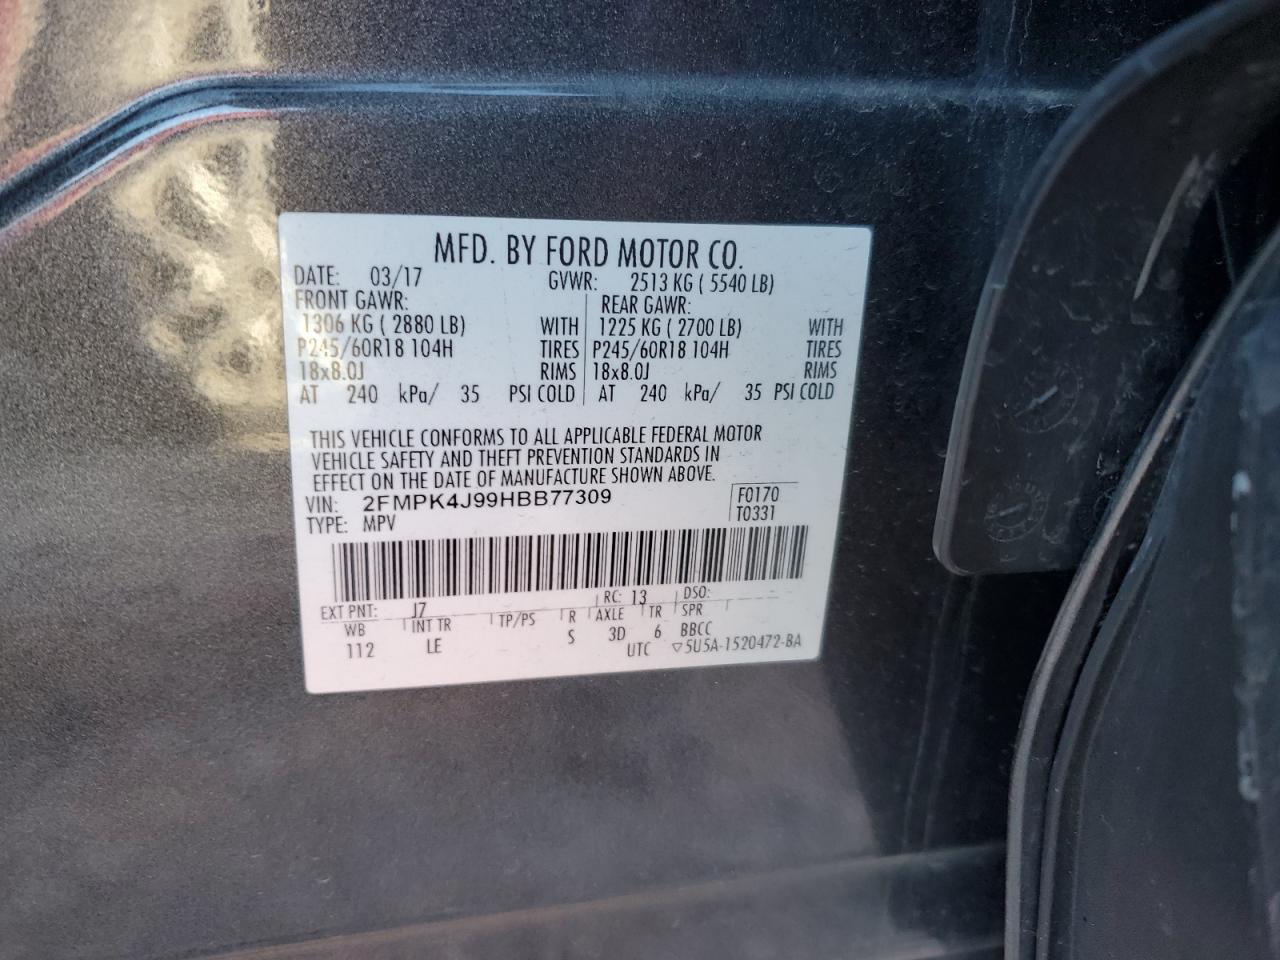 MFD. BY FORD MOTOR CO.
DATE: 03/17 GVWR: 2513 KG ( 5540 LB)
FRONT GAWR: REAR GAWR:
1306 KG ( 2880 LB) WITH 1225 KG ( 2700 LB) WITH
P245/60R18 104H TIRES P245/60R18 104H TIRES
18x8.0J RIMS 18x8.0J RIMS
AT 240 kPa/ 35 PSI COLD AT 240 kPa/ 35 PSI COLD
THIS VEHICLE CONFORMS TO ALL APPLICABLE FEDERAL MOTOR
VEHICLE SAFETY AND THEFT PREVENTION STANDARDS IN
EFFECT ON THE DATE OF MANUFACTURE SHOWN ABOVE.
VIN: 2FMPK4J99HBB77309 F0170
TYPE: MPV T0331
EXT PNT: J7 RC: 13 DSO:
WB INT TR TP/PS R AXLE TR SPR
112 LE S 3D 6 BBCC
UTC ▽5U5A-1520472-BA